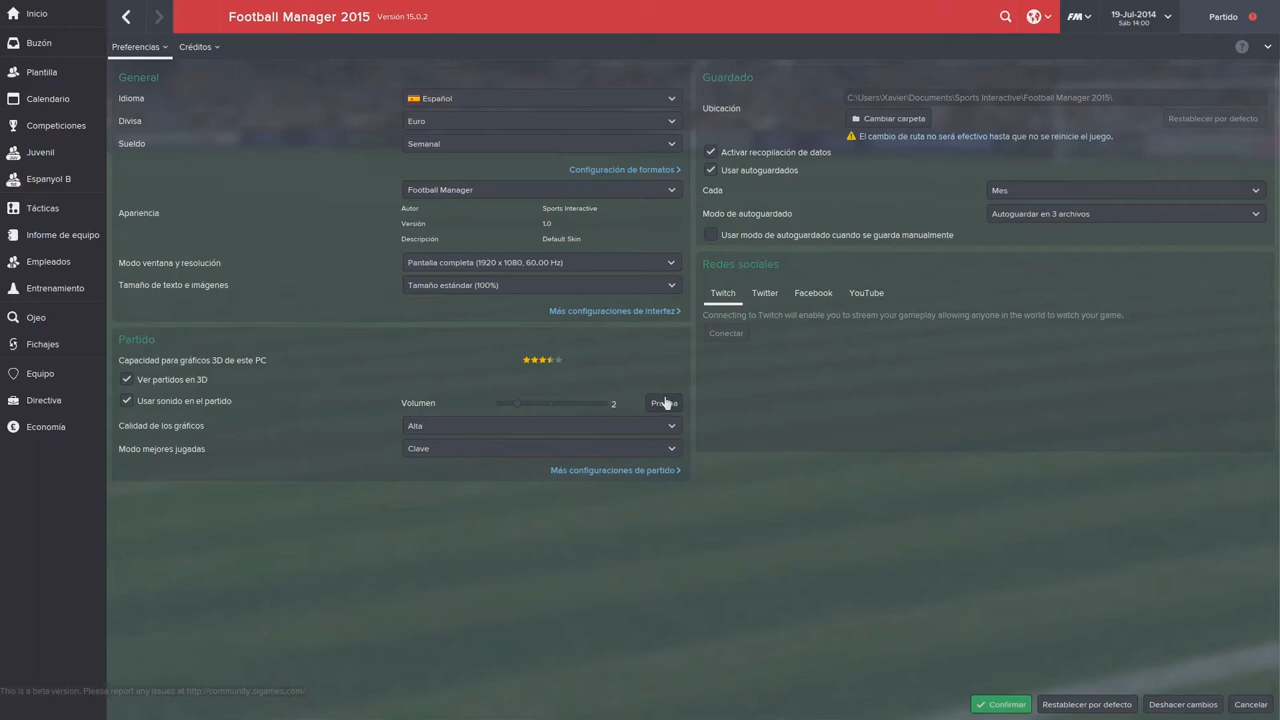 Inicio
Buzón
Plantilla
Calendario
Competiciones
Juvenil
Espanyol B
Tácticas
Informe de equipo
Empleados
Entrenamiento
Ojeo
Fichajes
Equipo
Directiva
Economía
Football Manager 2015 Versión 15.0.2
FM
19-Jul-2014
Sáb 14:00
Partido
Preferencias
Créditos
General
Idioma Español
Divisa Euro
Sueldo Semanal
Configuración de formatos
Football Manager
Apariencia
Autor Sports Interactive
Versión 1.0
Descripción Default Skin
Modo ventana y resolución Pantalla completa (1920 x 1080, 60.00 Hz)
Tamaño de texto e imágenes Tamaño estándar (100%)
Más configuraciones de interfaz
Partido
Capacidad para gráficos 3D de este PC
Ver partidos en 3D
Usar sonido en el partido
Volumen 2
Calidad de los gráficos Alta
Modo mejores jugadas Clave
Más configuraciones de partido
Guardado
Ubicación
C:\Users\Xavier\Documents\Sports Interactive\Football Manager 2015\
Cambiar carpeta
Restablecer por defecto
El cambio de ruta no será efectivo hasta que no se reinicie el juego.
Activar recopilación de datos
Usar autoguardados
Cada Mes
Modo de autoguardado Autoguardar en 3 archivos
Usar modo de autoguardado cuando se guarda manualmente
Redes sociales
Twitch Twitter Facebook YouTube
Connecting to Twitch will enable you to stream your gameplay allowing anyone in the world to watch your game.
Conectar
This is a beta version. Please report any issues at http://community.sigames.com/
Confirmar
Restablecer por defecto
Deshacer cambios
Cancelar